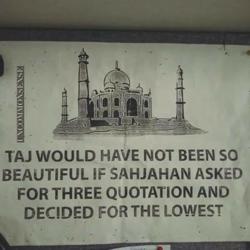 TAJ WOULD HAVE NOT BEEN SO
BEAUTIFUL IF SAHJAHAN ASKED
FOR THREE QUOTATION AND
DECIDED FOR THE LOWEST